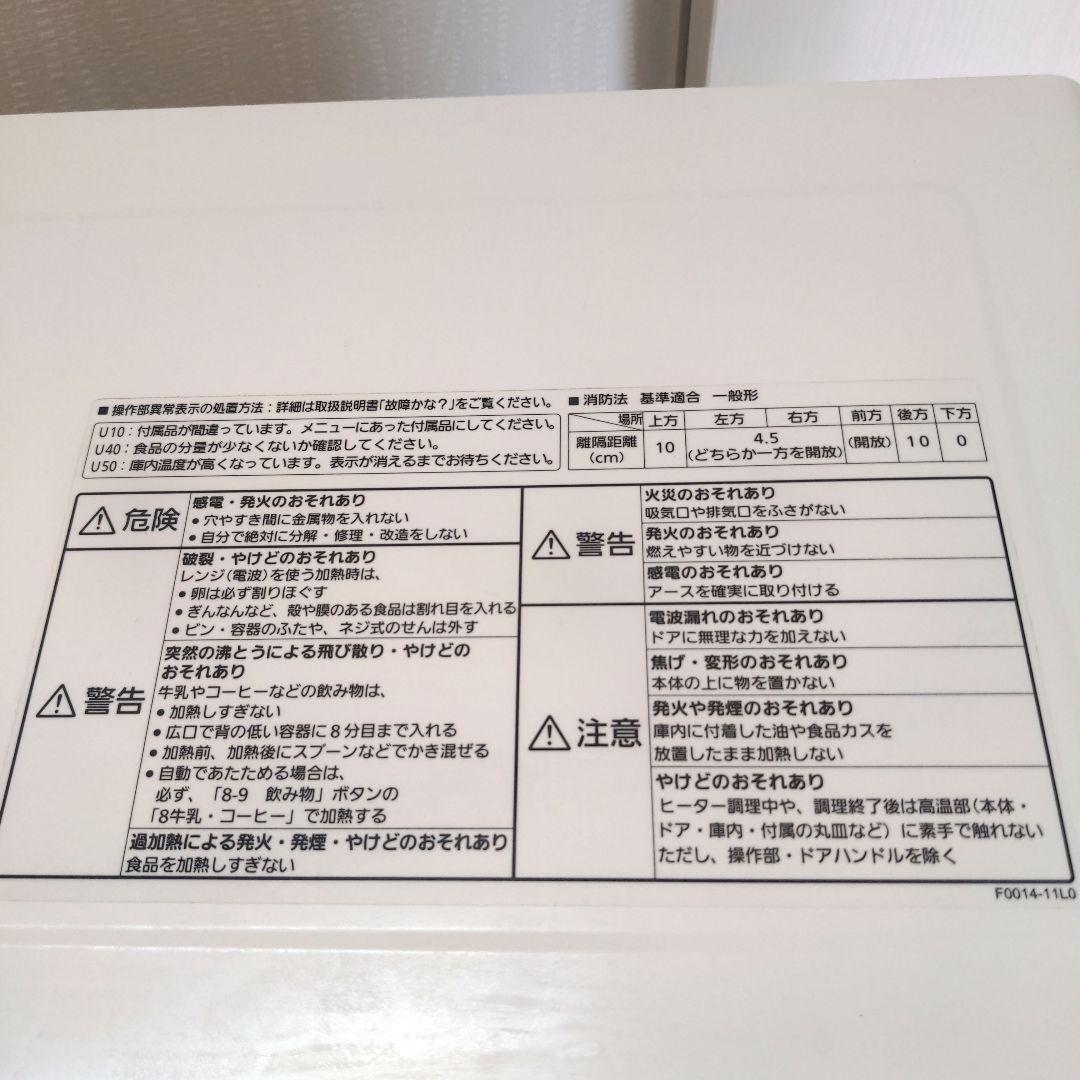 ■ 操作部異常表示の処置方法：詳細は取扱説明書「故障かな？」をご覧ください。
U10：付属品が間違っています。メニューにあった付属品にしてください。
U40：食品の分量が少なくないか確認してください。
U50：庫内温度が高くなっています。表示が消えるまでお待ちください。
■ 消防法 基準適合 一般形
場所 上方 左方 右方 前方 後方 下方
離隔距離 (cm) 10 4.5 (どちらか一方を開放) (開放) 10 0
危険
感電・発火のおそれあり
● 穴やすき間に金属物を入れない
● 自分で絶対に分解・修理・改造をしない
警告
破裂・やけどのおそれあり
レンジ(電波)を使う加熱時は、
● 卵は必ず割りほぐす
● ぎんなんなど、殻や膜のある食品は割れ目を入れる
● ビン・容器のふたや、ネジ式のせんは外す
突然の沸とうによる飛び散り・やけどの
おそれあり
牛乳やコーヒーなどの飲み物は、
● 加熱しすぎない
● 広口で背の低い容器に８分目まで入れる
● 加熱前、加熱後にスプーンなどでかき混ぜる
● 自動であたためる場合は、
必ず、「8-9 飲み物」ボタンの
「8牛乳・コーヒー」で加熱する
過加熱による発火・発煙・やけどのおそれあり
食品を加熱しすぎない
警告
火災のおそれあり
吸気口や排気口をふさがない
発火のおそれあり
燃えやすい物を近づけない
感電のおそれあり
アースを確実に取り付ける
注意
電波漏れのおそれあり
ドアに無理な力を加えない
焦げ・変形のおそれあり
本体の上に物を置かない
発火や発煙のおそれあり
庫内に付着した油や食品カスを
放置したまま加熱しない
やけどのおそれあり
ヒーター調理中や、調理終了後は高温部(本体・
ドア・庫内・付属の丸皿など)に素手で触れない
ただし、操作部・ドアハンドルを除く
F0014-11L0